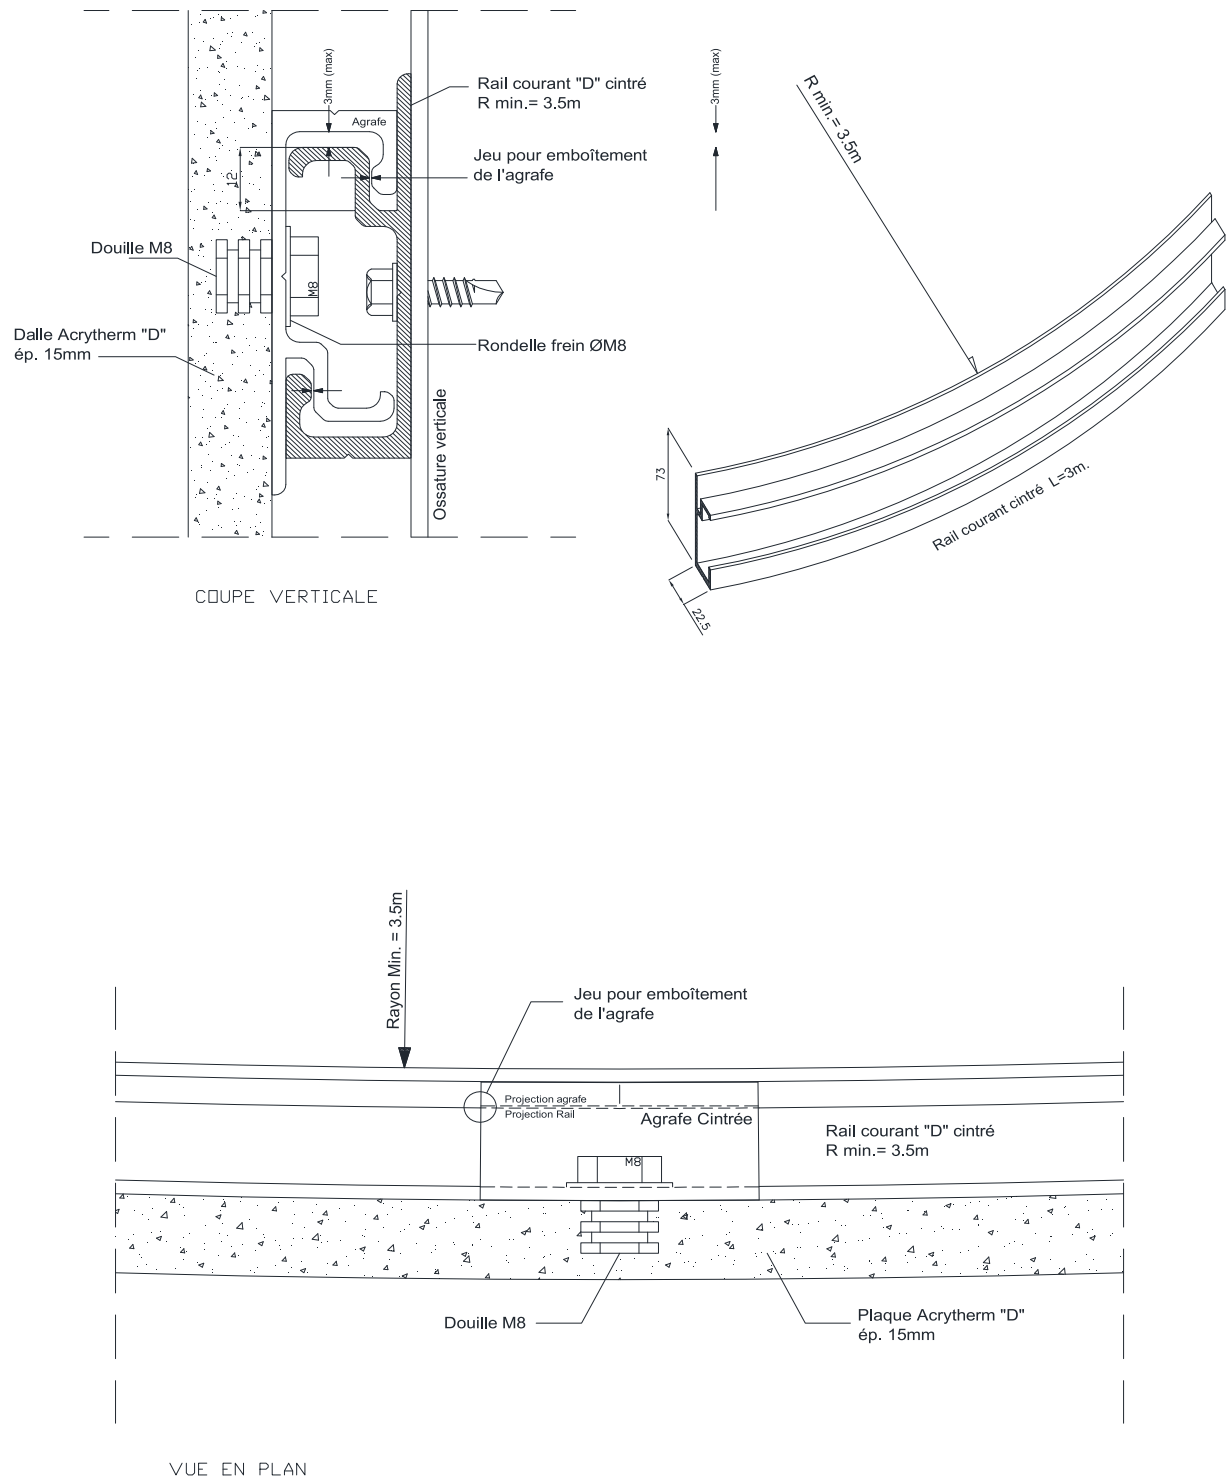 3mm (max)
Agrafe
Rail courant "D" cintré
R min.= 3.5m
Jeu pour emboîtement
de l'agrafe
12
Douille M8
M8
Dalle Acrytherm "D"
ép. 15mm
Rondelle frein ØM8
Ossature verticale
COUPE VERTICALE
3mm (max)
R min.= 3.5m
73
22.5
Rail courant cintré L=3m.
Rayon Min. = 3.5m
Jeu pour emboîtement
de l'agrafe
Projection agrafe
Projection Rail
Agrafe Cintrée
M8
Rail courant "D" cintré
R min.= 3.5m
Douille M8
Plaque Acrytherm "D"
ép. 15mm
VUE EN PLAN